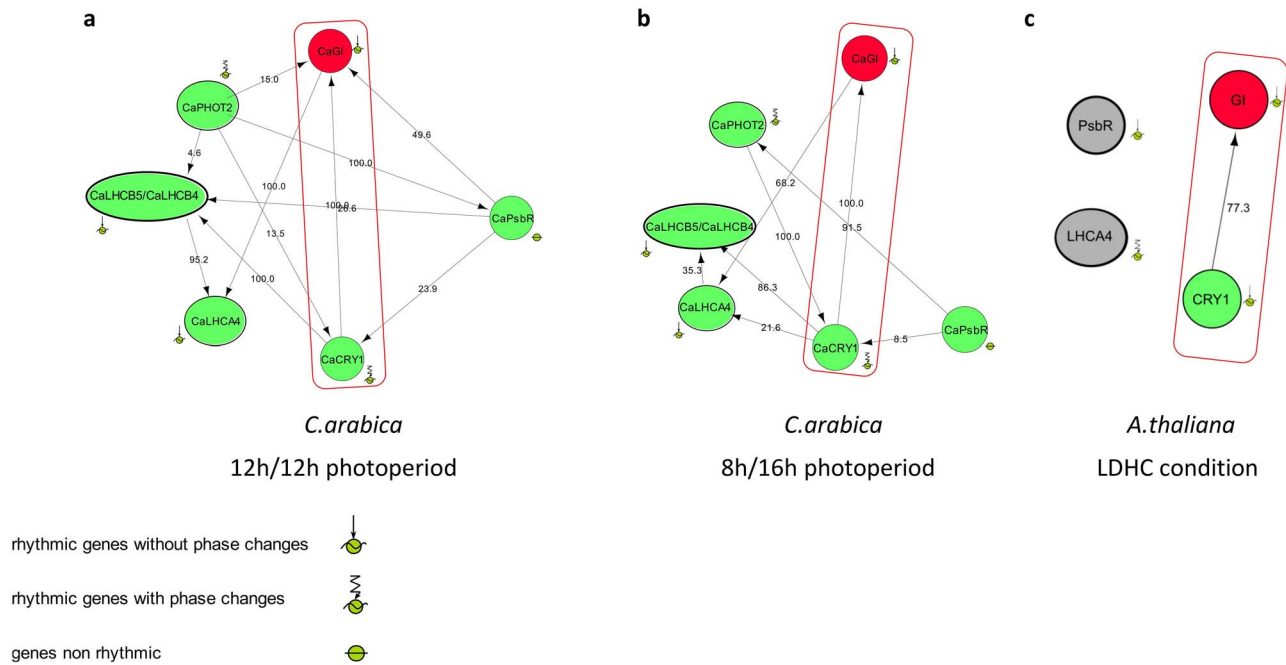 a
b
c
CaGI
CaPHOT2
15.0
49.6
4.6
100.0
CaLHCB5/CaLHCB4
100.0
28.6
CaPsbR
13.5
95.2
100.0
23.9
CaLHCA4
CaCRY1
C.arabica
12h/12h photoperiod
CaGI
CaPHOT2
68.2
100.0
CaLHCB5/CaLHCB4
100.0
91.5
35.3
86.3
CaLHCA4
21.6
CaCRY1
8.5
CaPsbR
C.arabica
8h/16h photoperiod
GI
PsbR
77.3
LHCA4
CRY1
A.thaliana
LDHC condition
rhythmic genes without phase changes
rhythmic genes with phase changes
genes non rhythmic